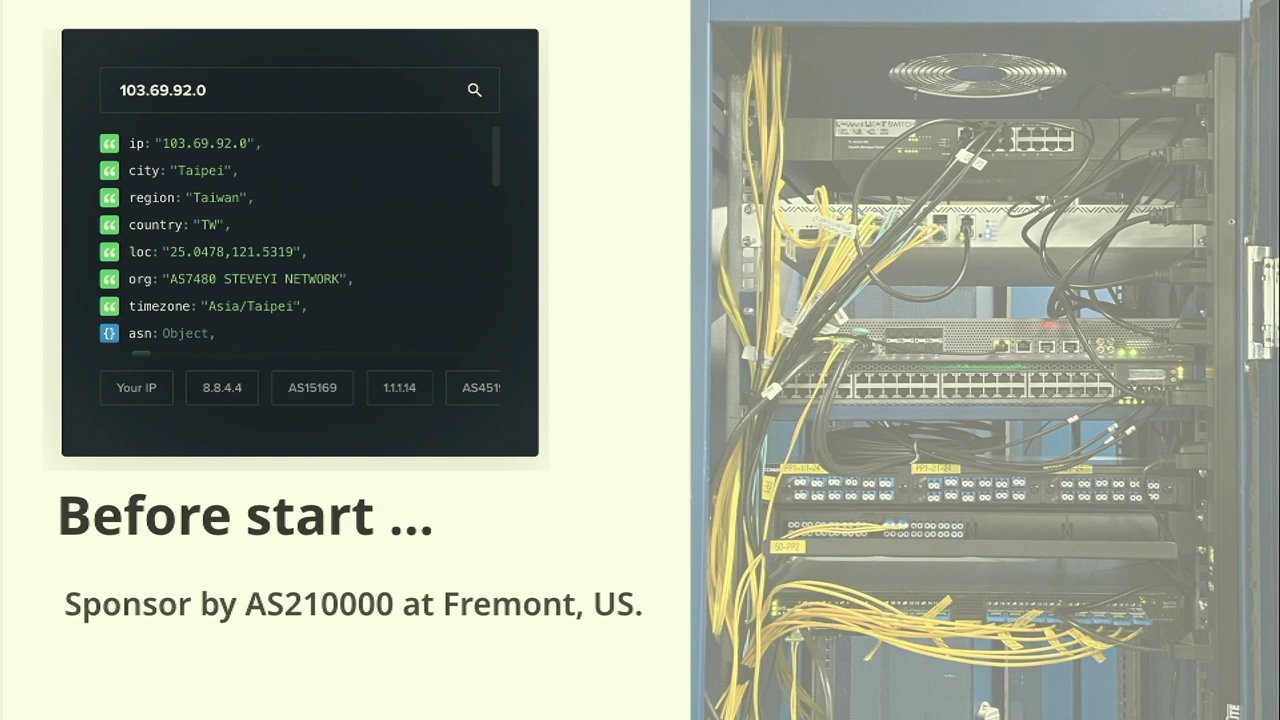 103.69.92.0
ip: "103.69.92.0",
city: "Taipei",
region: "Taiwan",
country: "TW",
loc: "25.0478,121.5319",
org: "AS7480 STEVEYI NETWORK",
timezone: "Asia/Taipei",
{} asn: Object,
Your IP
8.8.4.4
AS15169
1.1.1.14
AS451
Before start ...
Sponsor by AS210000 at Fremont, US.